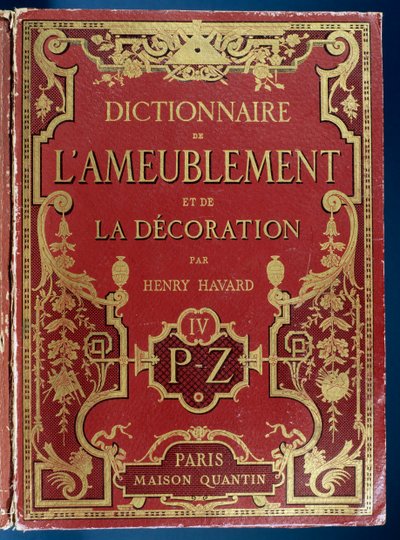 DICTIONNAIRE
DE
L'AMEUBLEMENT
ET DE
LA DÉCORATION
PAR
HENRY HAVARD
IV
P-Z
PARIS
MAISON QUANTIN